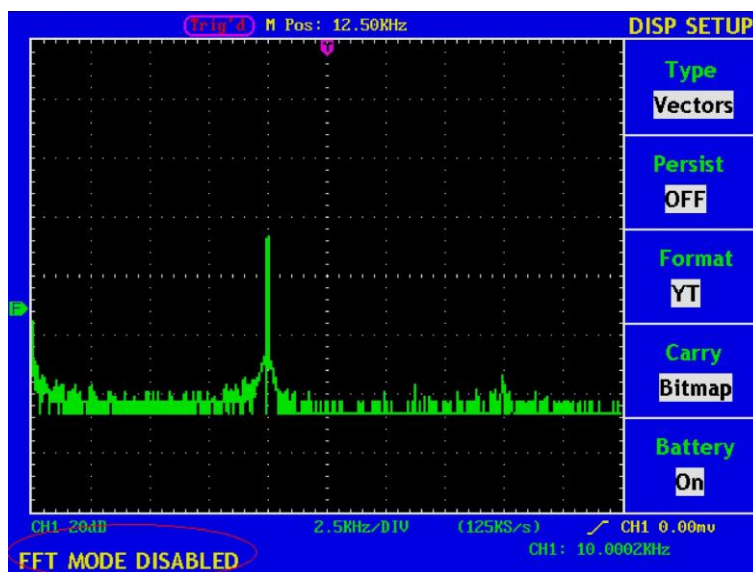 Trig'd M Pos: 12.50KHz
DISP SETUP
T
Type
Vectors
Persist
OFF
Format
YT
F
Carry
Bitmap
Battery
On
CH1 20dB 2.5KHz/DIV (125KS/s) CH1 0.00mv
FFT MODE DISABLED
CH1: 10.0002KHz